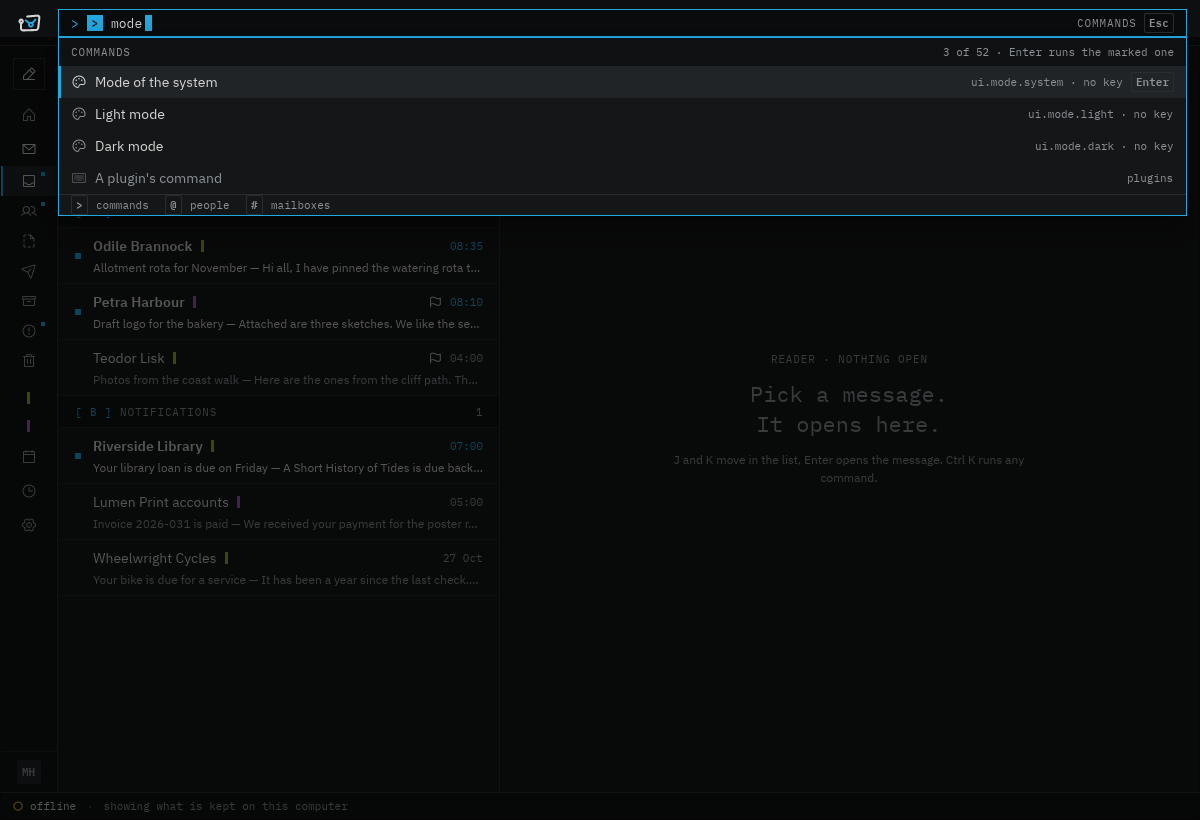 > > mode COMMANDS Esc
COMMANDS 3 of 52 · Enter runs the marked one
Mode of the system ui.mode.system · no key Enter
Light mode ui.mode.light · no key
Dark mode ui.mode.dark · no key
A plugin's command plugins
> commands @ people # mailboxes
Odile Brannock 08:35
Allotment rota for November — Hi all, I have pinned the watering rota t…
Petra Harbour 08:10
Draft logo for the bakery — Attached are three sketches. We like the se…
Teodor Lisk 04:00
Photos from the coast walk — Here are the ones from the cliff path. Th…
[ B ] NOTIFICATIONS 1
Riverside Library 07:00
Your library loan is due on Friday — A Short History of Tides is due back…
Lumen Print accounts 05:00
Invoice 2026-031 is paid — We received your payment for the poster r…
Wheelwright Cycles 27 Oct
Your bike is due for a service — It has been a year since the last check.…
READER · NOTHING OPEN
Pick a message.
It opens here.
J and K move in the list, Enter opens the message. Ctrl K runs any
command.
MH
offline · showing what is kept on this computer